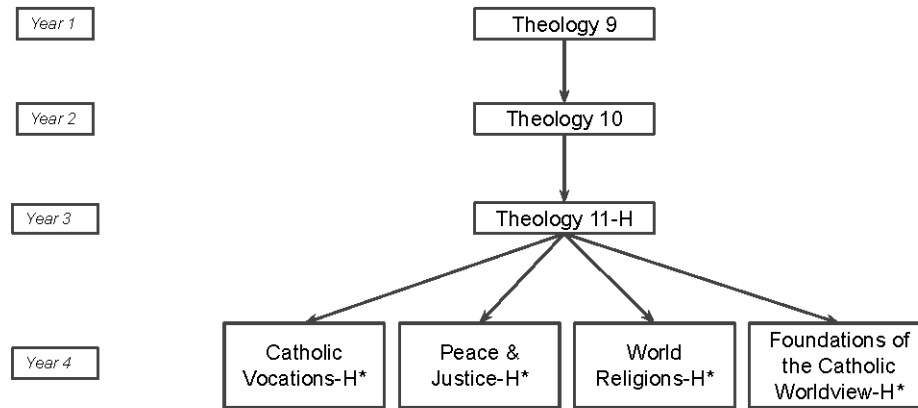 Year 1
Theology 9
Year 2
Theology 10
Year 3
Theology 11-H
Year 4
Catholic
Vocations-H*
Peace &
Justice-H*
World
Religions-H*
Foundations of
the Catholic
Worldview-H*